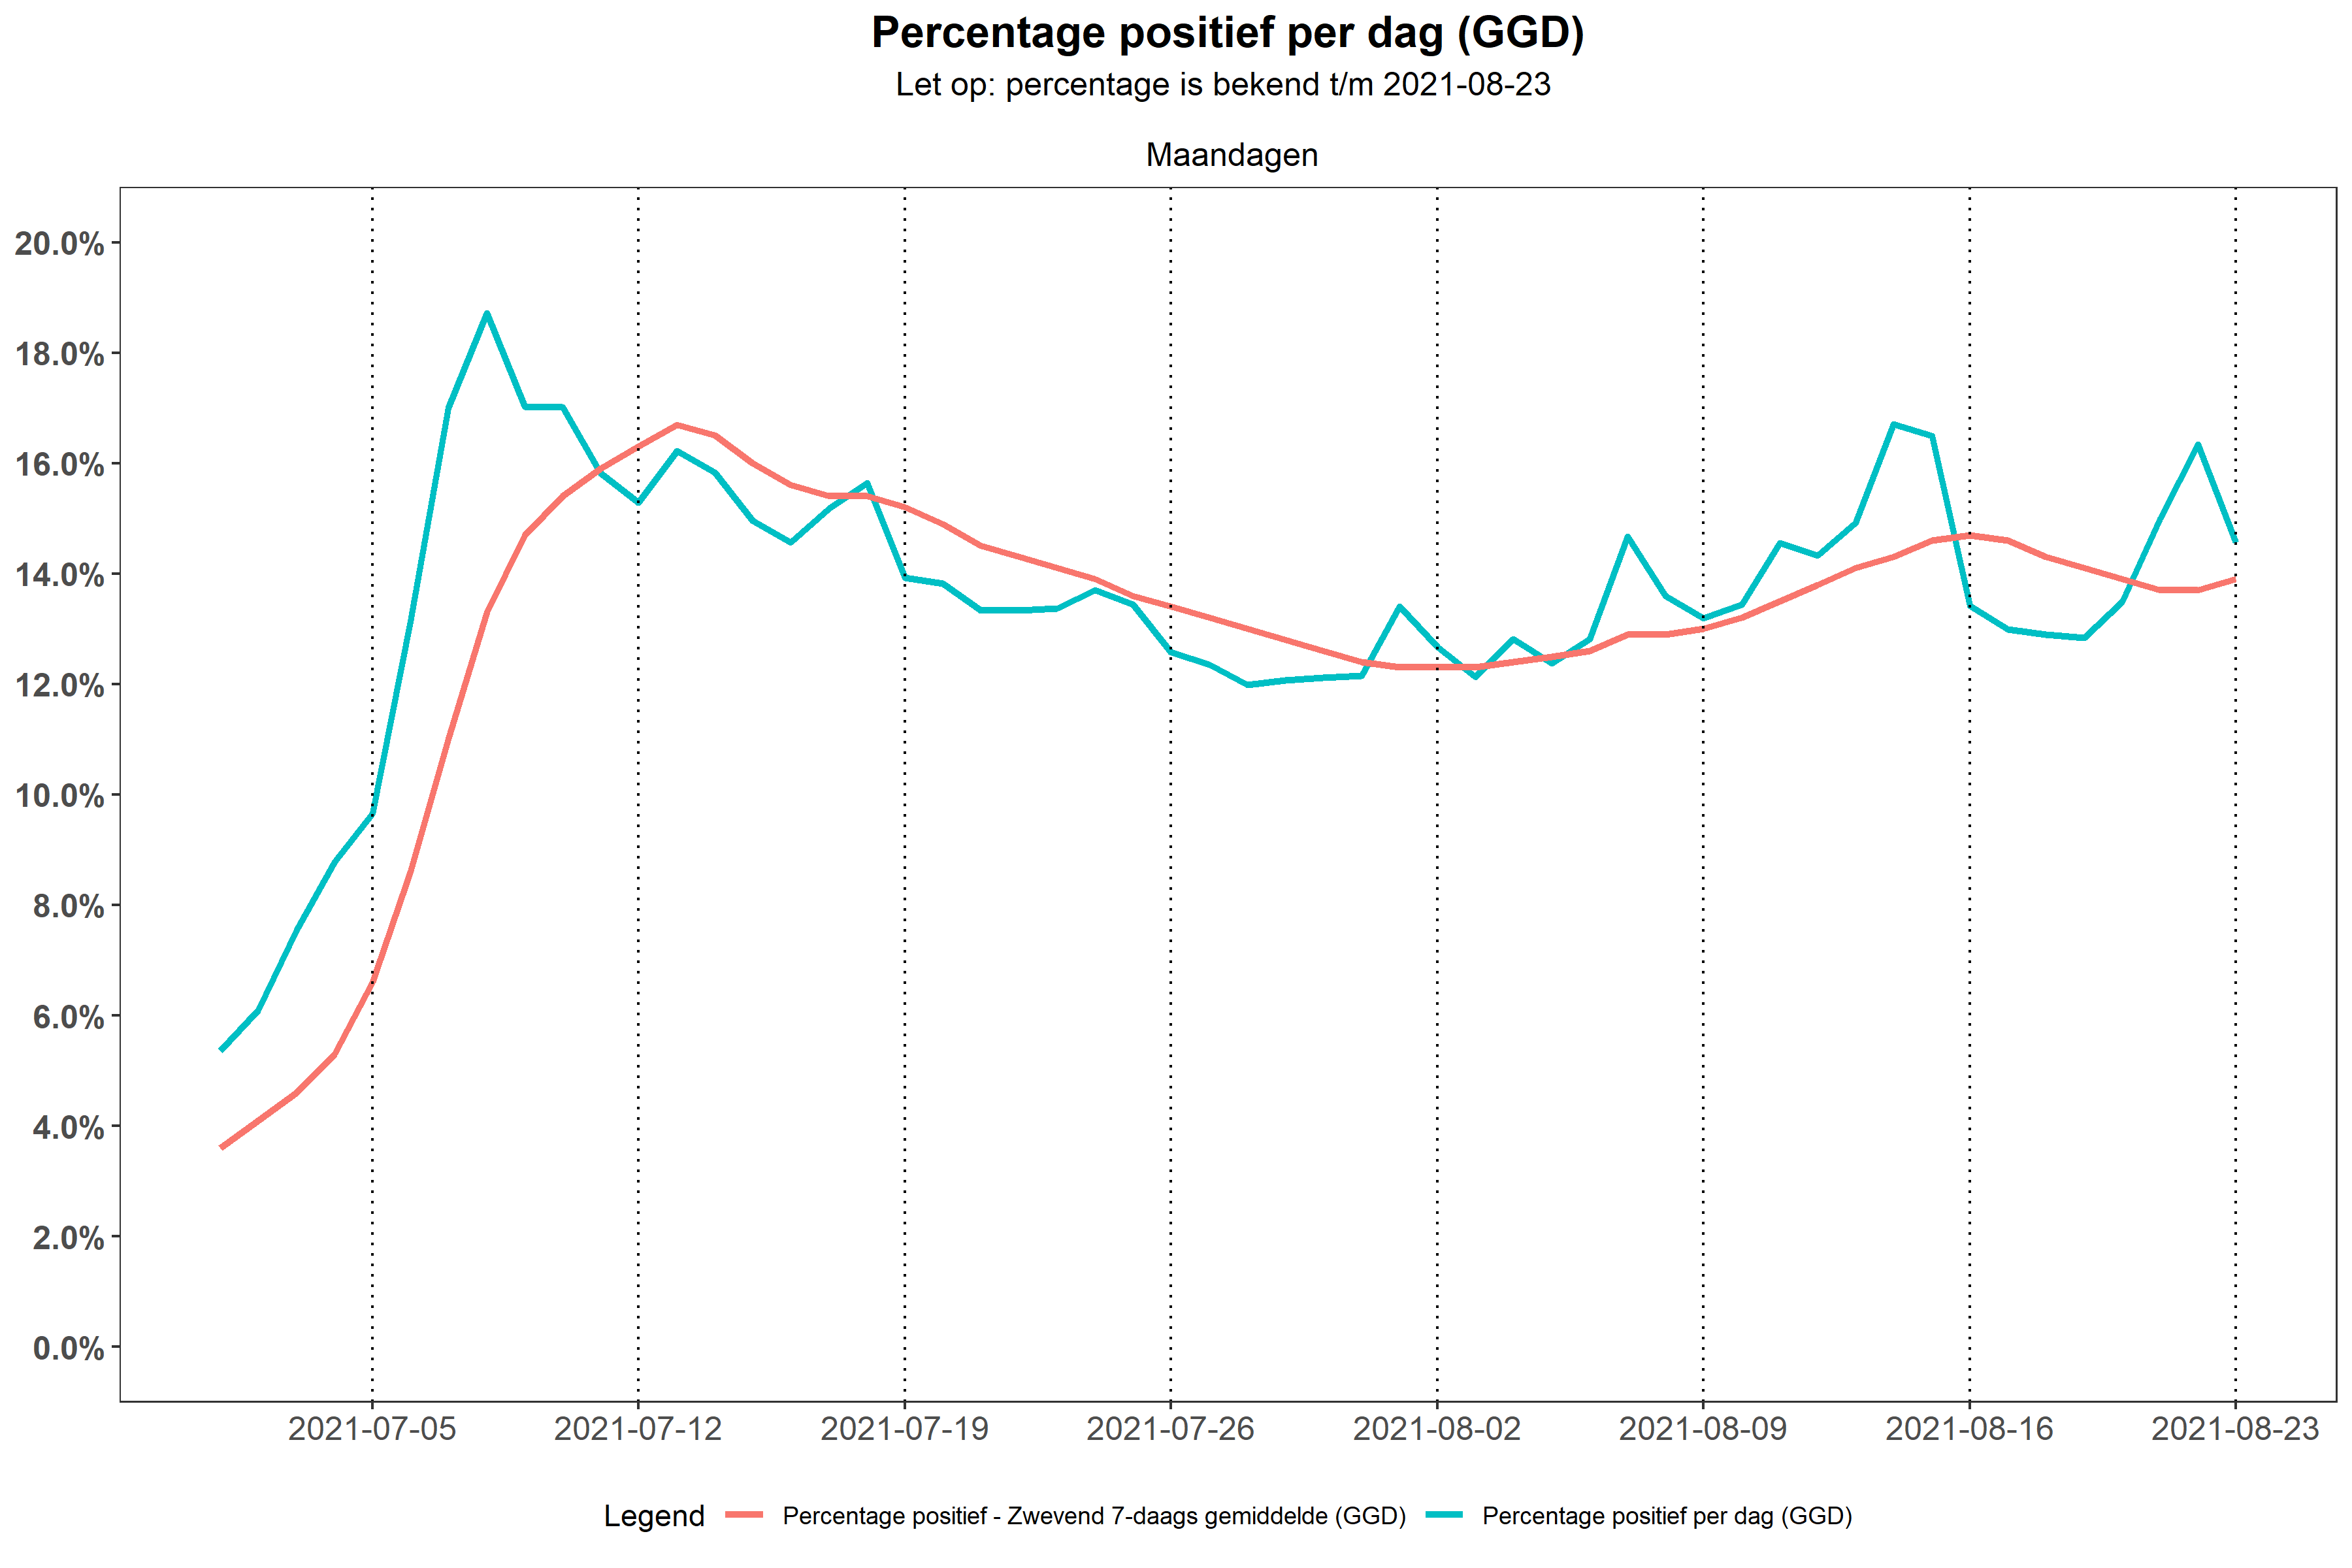 Percentage positief per dag (GGD)
Let op: percentage is bekend t/m 2021-08-23
Maandagen
20.0%
18.0%
16.0%
14.0%
12.0%
10.0%
8.0%
6.0%
4.0%
2.0%
0.0%
2021-07-05 2021-07-12 2021-07-19 2021-07-26 2021-08-02 2021-08-09 2021-08-16 2021-08-23
Legend Percentage positief - Zwevend 7-daags gemiddelde (GGD) Percentage positief per dag (GGD)